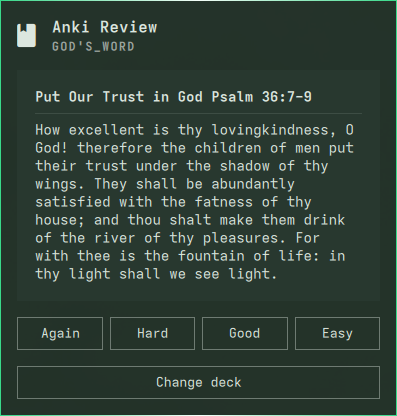 Anki Review
GOD'S_WORD
Put Our Trust in God Psalm 36:7-9
How excellent is thy lovingkindness, O
God! therefore the children of men put
their trust under the shadow of thy
wings. They shall be abundantly
satisfied with the fatness of thy
house; and thou shalt make them drink
of the river of thy pleasures. For
with thee is the fountain of life: in
thy light shall we see light.
Again Hard Good Easy
Change deck